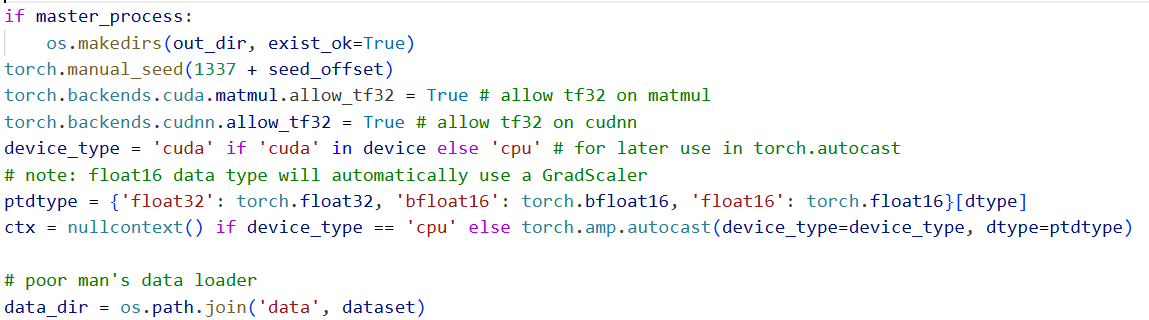 if master_process:
    os.makedirs(out_dir, exist_ok=True)
torch.manual_seed(1337 + seed_offset)
torch.backends.cuda.matmul.allow_tf32 = True # allow tf32 on matmul
torch.backends.cudnn.allow_tf32 = True # allow tf32 on cudnn
device_type = 'cuda' if 'cuda' in device else 'cpu' # for later use in torch.autocast
# note: float16 data type will automatically use a GradScaler
ptdtype = {'float32': torch.float32, 'bfloat16': torch.bfloat16, 'float16': torch.float16}[dtype]
ctx = nullcontext() if device_type == 'cpu' else torch.amp.autocast(device_type=device_type, dtype=ptdtype)

# poor man's data loader
data_dir = os.path.join('data', dataset)